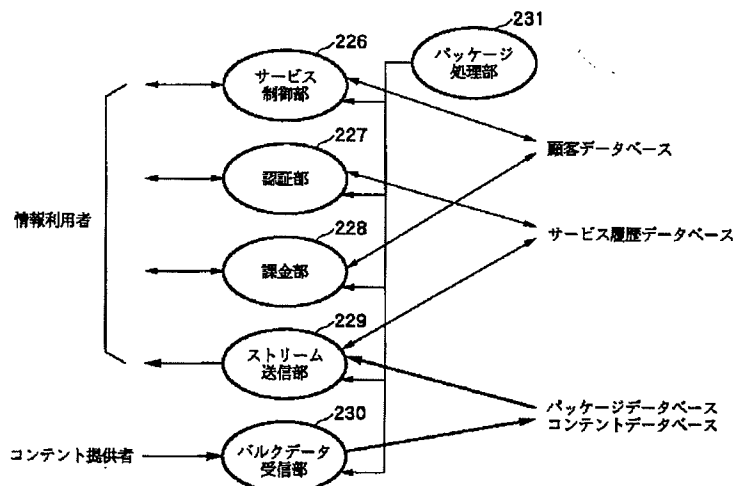 226
サービス
制御部
231
パッケージ
処理部
227
認証部
顧客データベース
情報利用者
228
課金部
サービス履歴データベース
229
ストリーム
送信部
230
バルクデータ
受信部
パッケージデータベース
コンテントデータベース
コンテント提供者